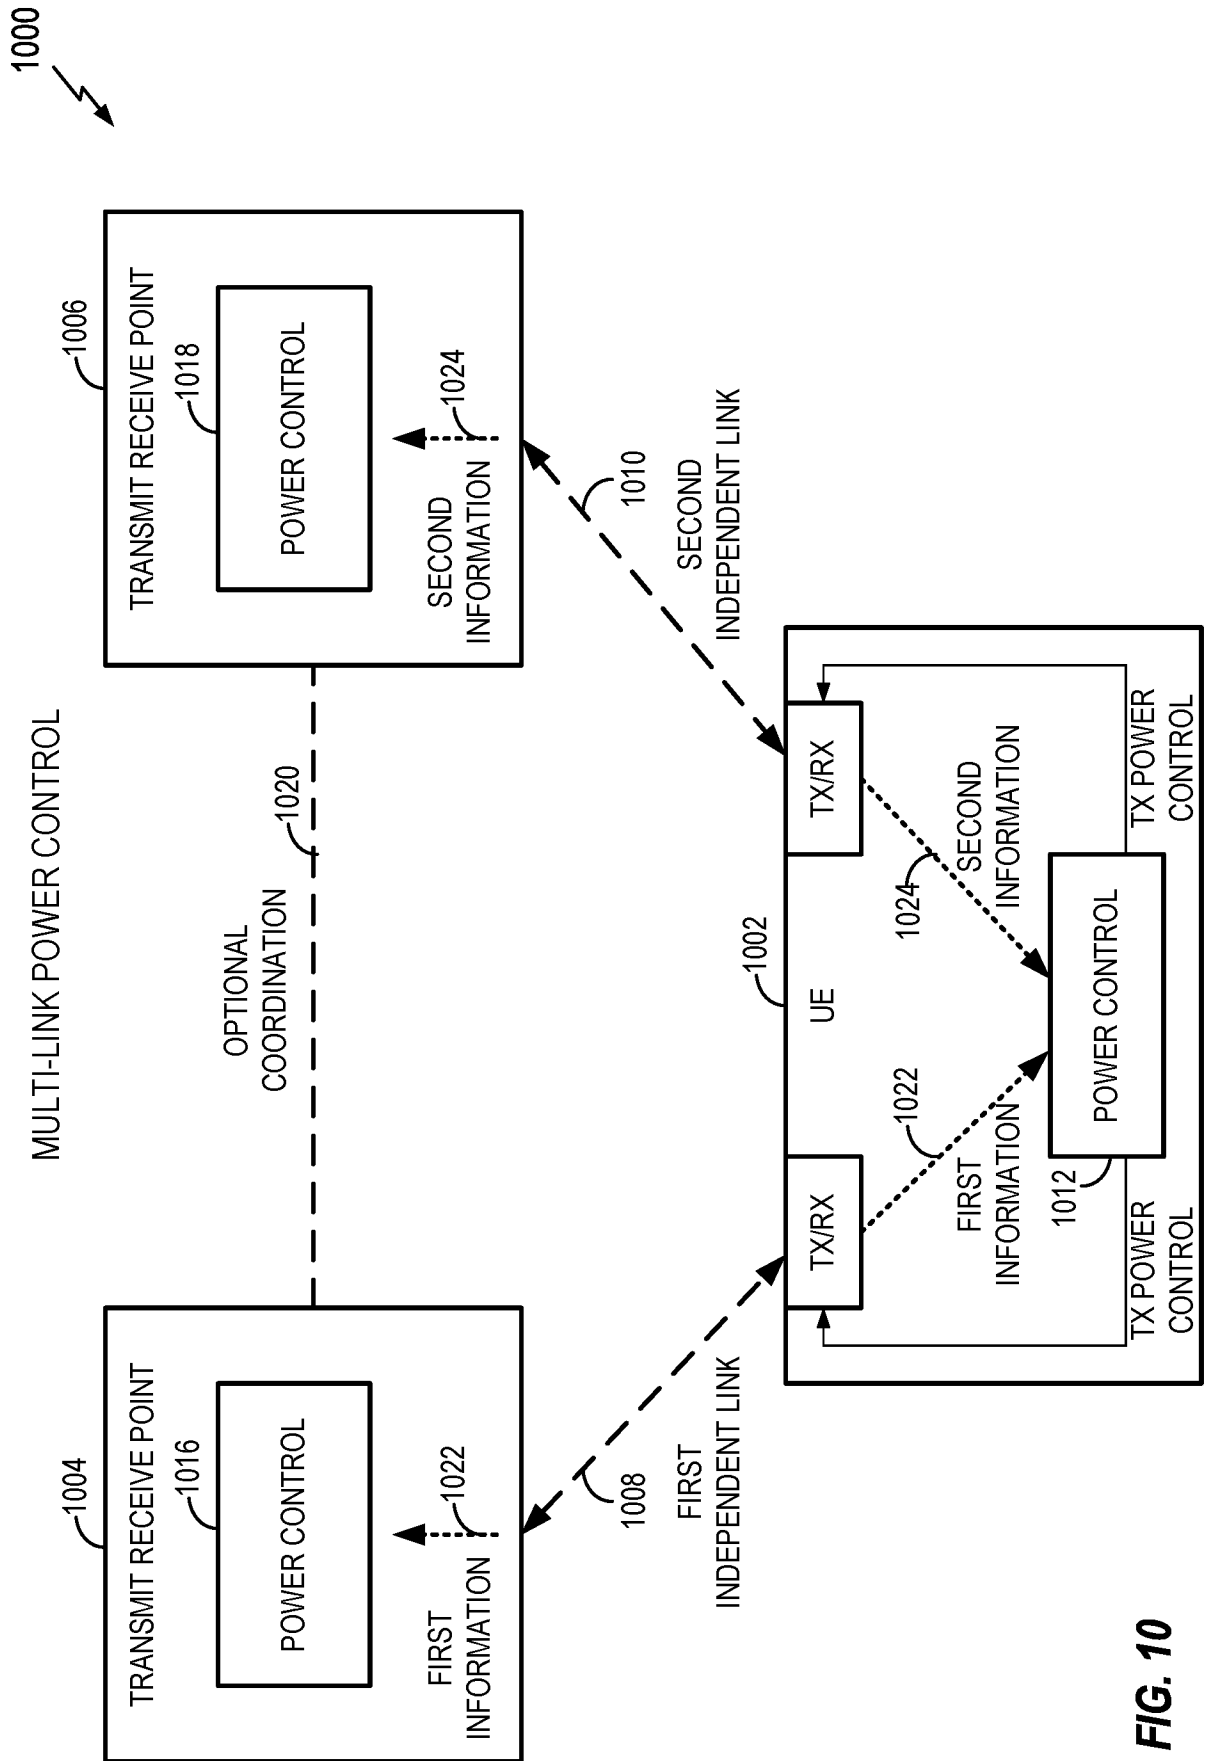 MULTI-LINK POWER CONTROL
1000
1004
TRANSMIT RECEIVE POINT
1016
POWER CONTROL
FIRST
INFORMATION
1022
OPTIONAL
COORDINATION
1020
1006
TRANSMIT RECEIVE POINT
1018
POWER CONTROL
SECOND
INFORMATION
1024
1008
FIRST
INDEPENDENT LINK
1010
SECOND
INDEPENDENT LINK
1002
UE
TX/RX
TX/RX
FIRST
INFORMATION
1022
1024
SECOND
INFORMATION
1012
POWER CONTROL
TX POWER
CONTROL
TX POWER
CONTROL
FIG. 10